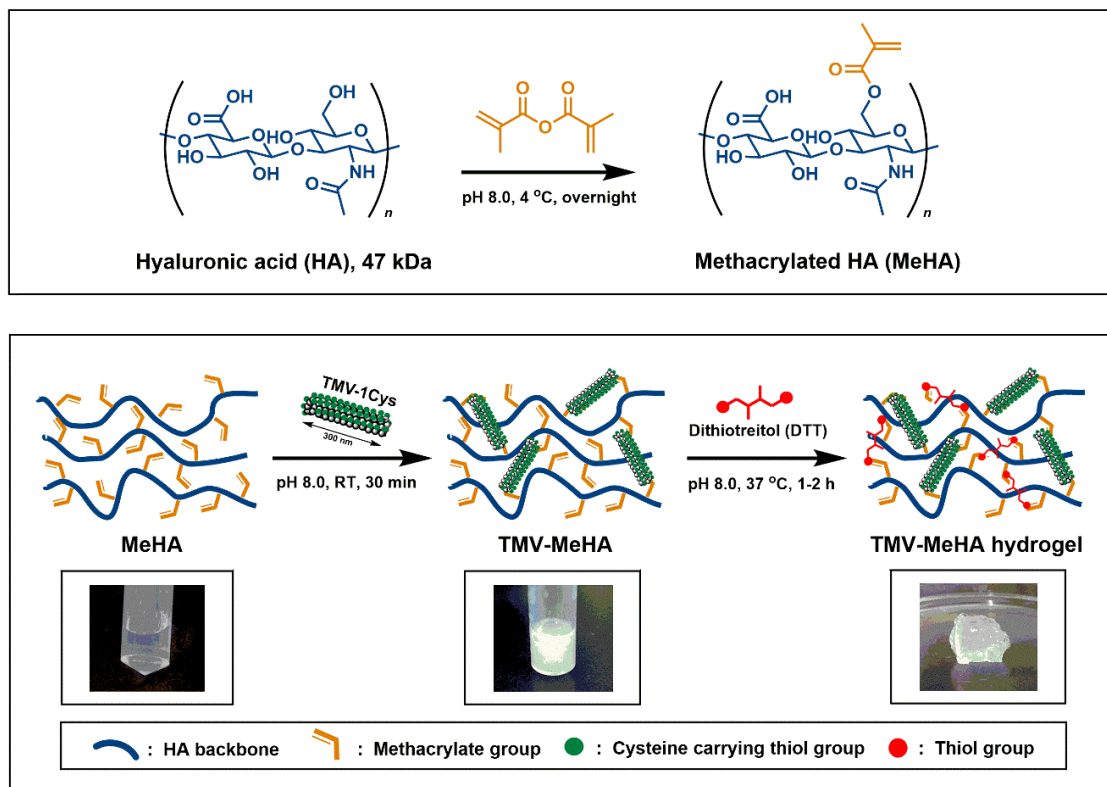 OH
O
HO
O
O
O
HO
O
HO
OH
O
NH
O
n
O
O
O
pH 8.0, 4 °C, overnight
O
O
OH
O
O
O
HO
O
HO
OH
O
NH
O
n
Hyaluronic acid (HA), 47 kDa
Methacrylated HA (MeHA)
TMV-1Cys
300 nm
pH 8.0, RT, 30 min
Dithiotreitol (DTT)
pH 8.0, 37 °C, 1-2 h
MeHA
TMV-MeHA
TMV-MeHA hydrogel
: HA backbone
: Methacrylate group
: Cysteine carrying thiol group
: Thiol group